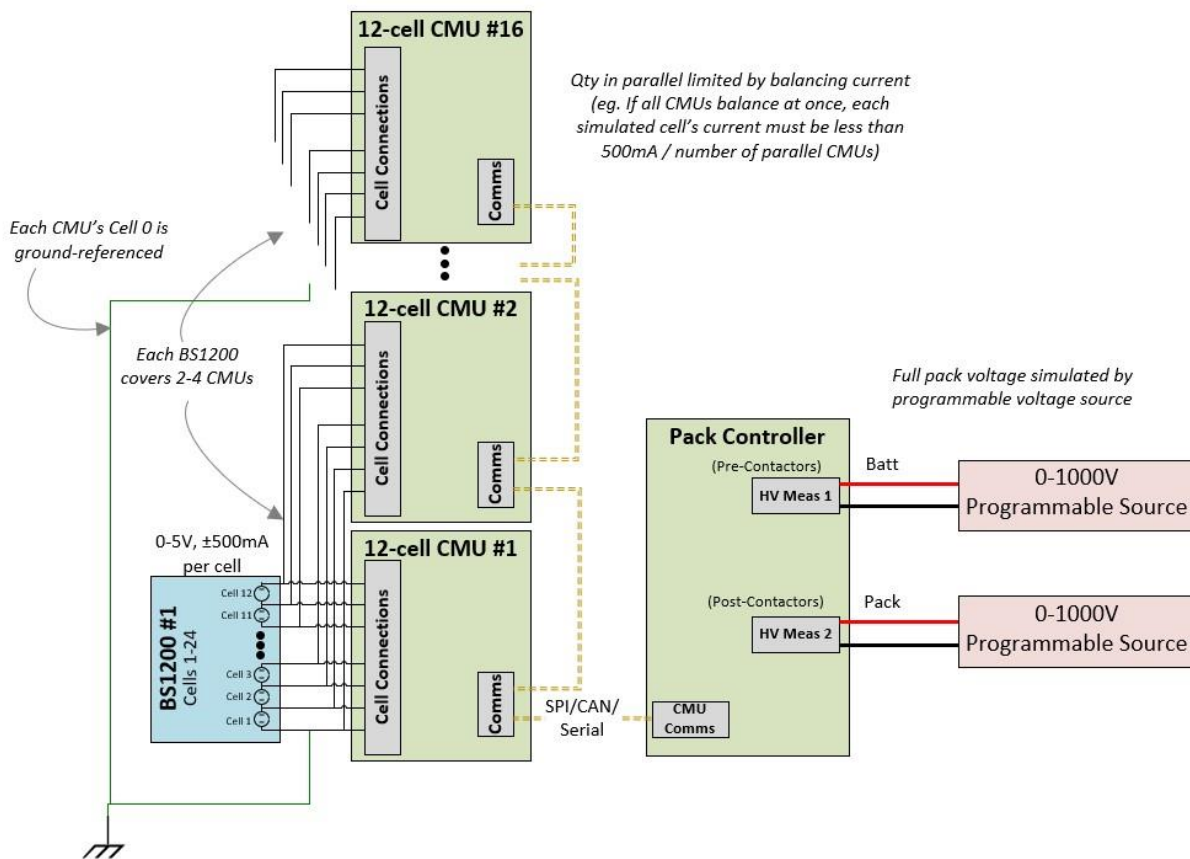 12-cell CMU #16
Cell Connections
Comms
Qty in parallel limited by balancing current
(eg. If all CMUs balance at once, each
simulated cell's current must be less than
500mA / number of parallel CMUs)
Each CMU's Cell 0 is
ground-referenced
12-cell CMU #2
Cell Connections
Comms
Each BS1200
covers 2-4 CMUs
Full pack voltage simulated by
programmable voltage source
Pack Controller
(Pre-Contactors)
HV Meas 1
Batt
0-1000V
Programmable Source
12-cell CMU #1
Cell Connections
Comms
0-5V, ±500mA
per cell
BS1200 #1
Cells 1-24
Cell 12
Cell 11
Cell 3
Cell 2
Cell 1
(Post-Contactors)
HV Meas 2
Pack
0-1000V
Programmable Source
SPI/CAN/
Serial
CMU
Comms